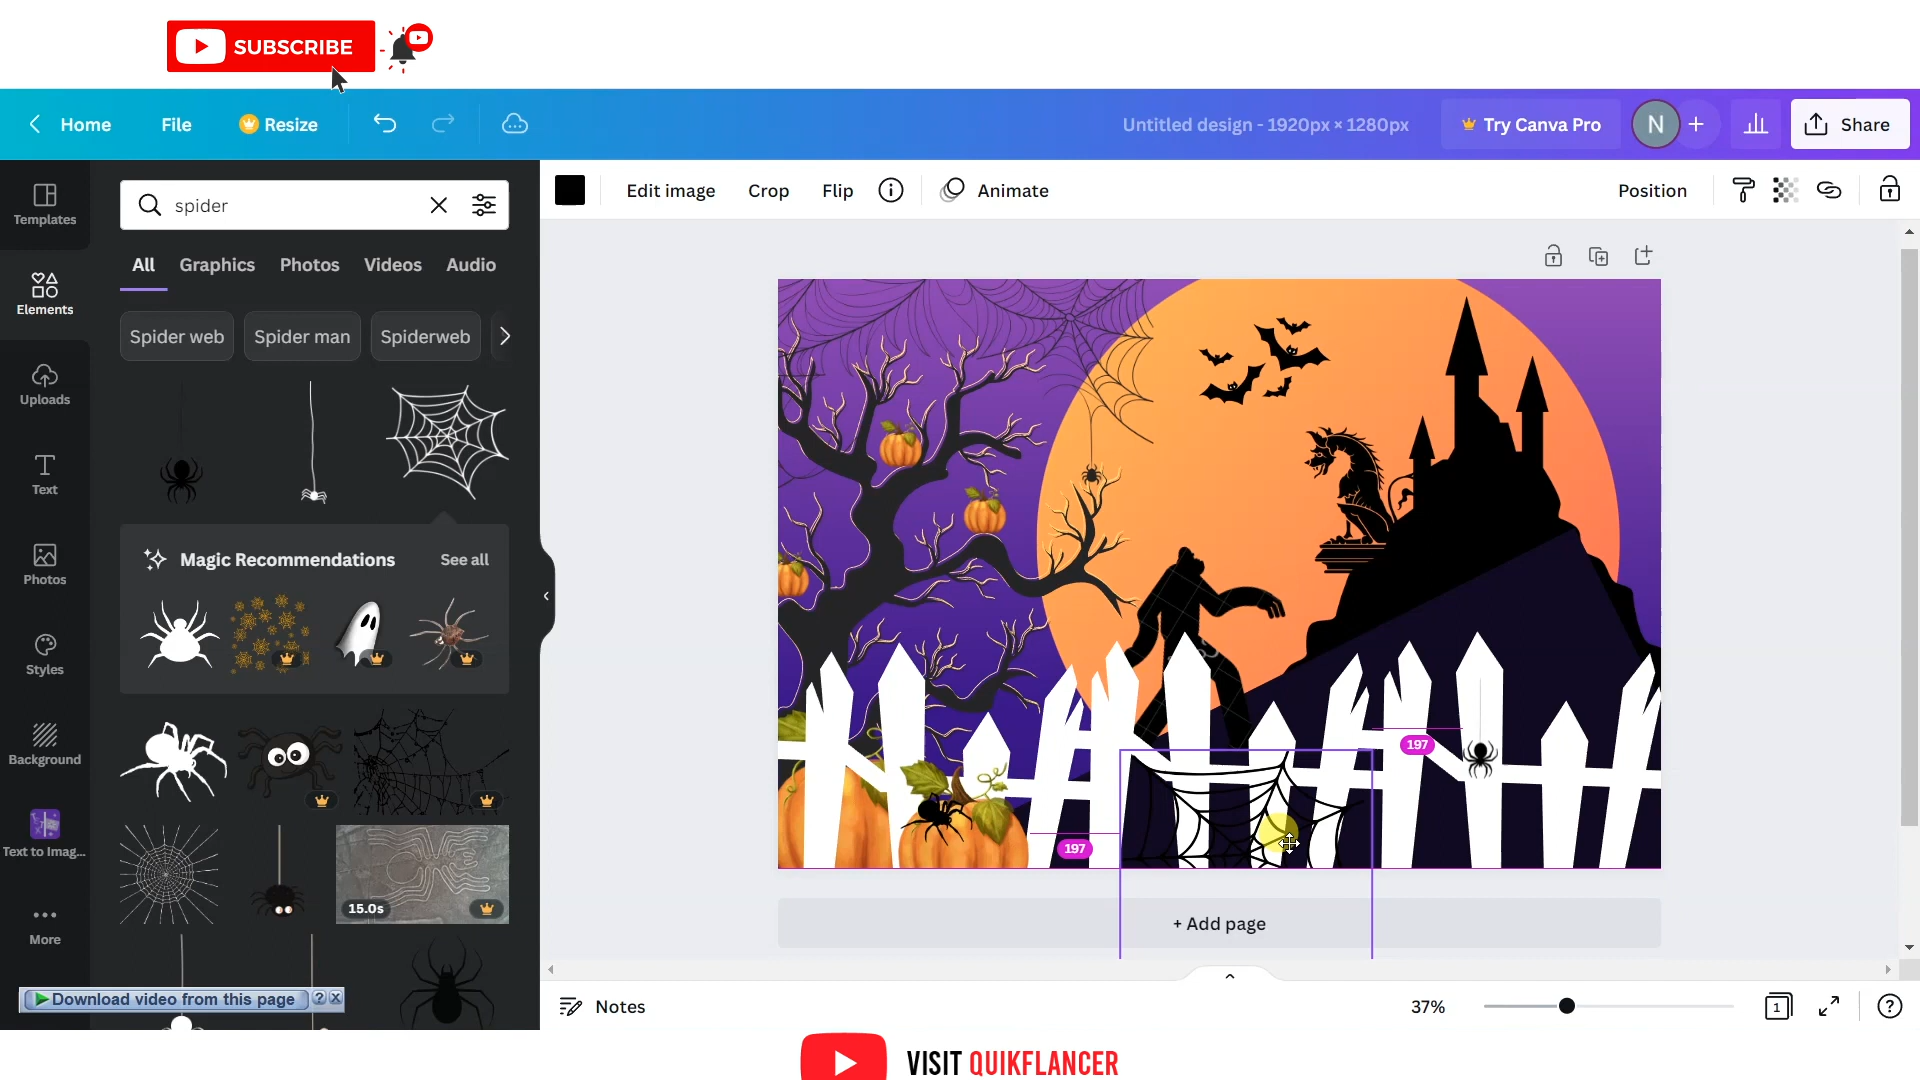 SUBSCRIBE
Home
File
Resize
Untitled design - 1920px × 1280px
Try Canva Pro
N
Share
Templates
Elements
Uploads
Text
Photos
Styles
Background
Text to Imag...
More
spider
All
Graphics
Photos
Videos
Audio
Spider web
Spider man
Spiderweb
Magic Recommendations
See all
15.0s
Download video from this page
?
X
Edit image
Crop
Flip
Animate
Position
197
197
+ Add page
Notes
37%
1
?
VISIT QUIKFLANCER